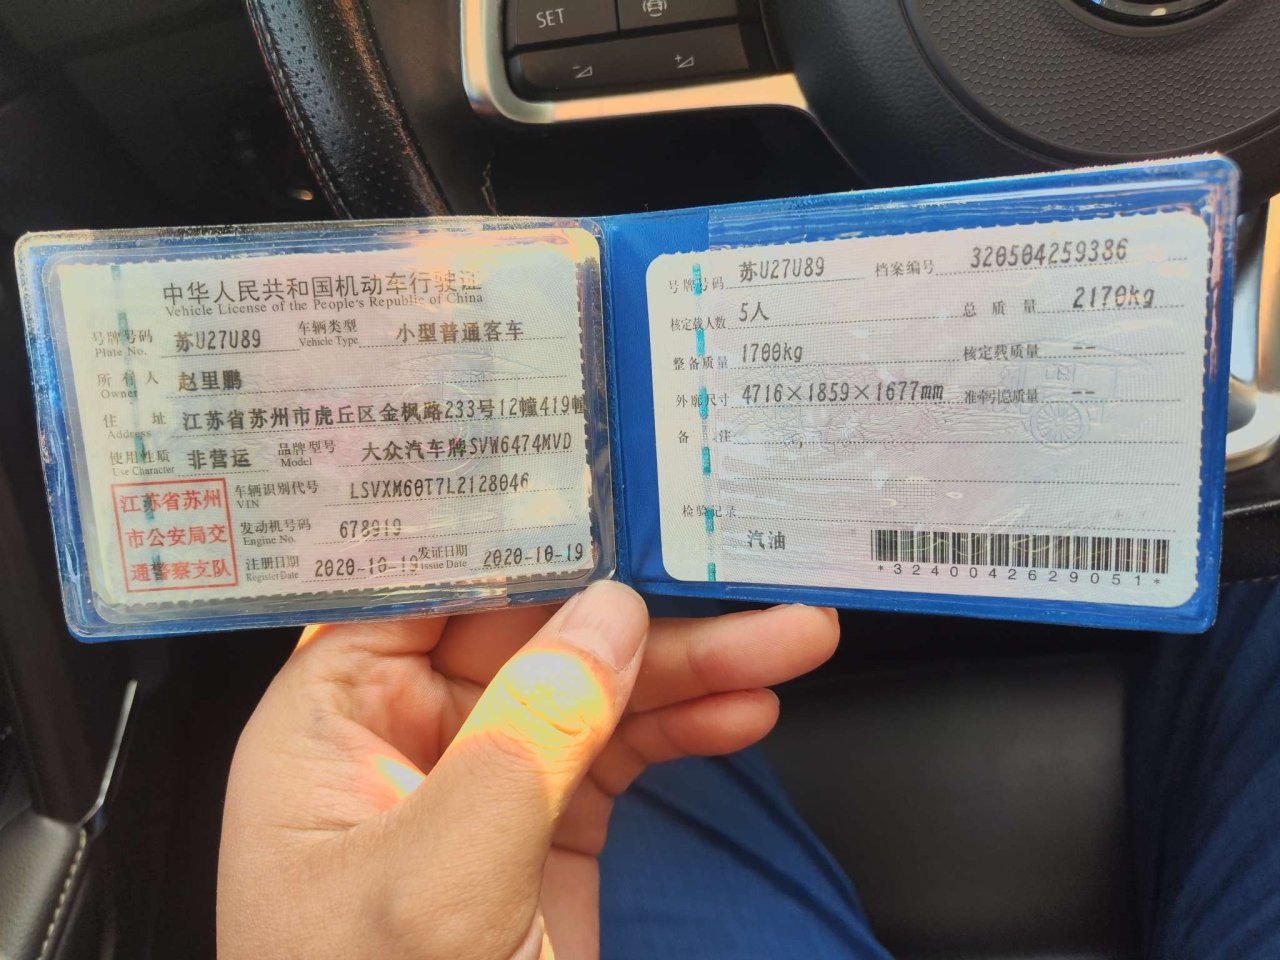 SET
中华人民共和国机动车行驶证
Vehicle License of the People's Republic of China
号牌号码 苏U27U89 车辆类型 小型普通客车
Plate No. Vehicle Type
所有人 赵里鹏
Owner
住址 江苏省苏州市虎丘区金枫路233号12幢419幢
Address
使用性质 非营运 品牌型号 大众汽车牌SVW6474MVD
Use Character Model
江苏省苏州
市公安局交
通警察支队
车辆识别代号 LSVXM60T7L2128046
VIN
发动机号码 678919
Engine No.
注册日期 2020-10-19 发证日期 2020-10-19
Register Date Issue Date
号牌号码 苏U27U89 档案编号 320504259386
核定载人数 5人 总质量 2170kg
整备质量 1700kg 核定载质量 --
外廓尺寸 4716×1859×1677mm 准牵引总质量 --
备注
检验记录
汽油
*3240042629051*